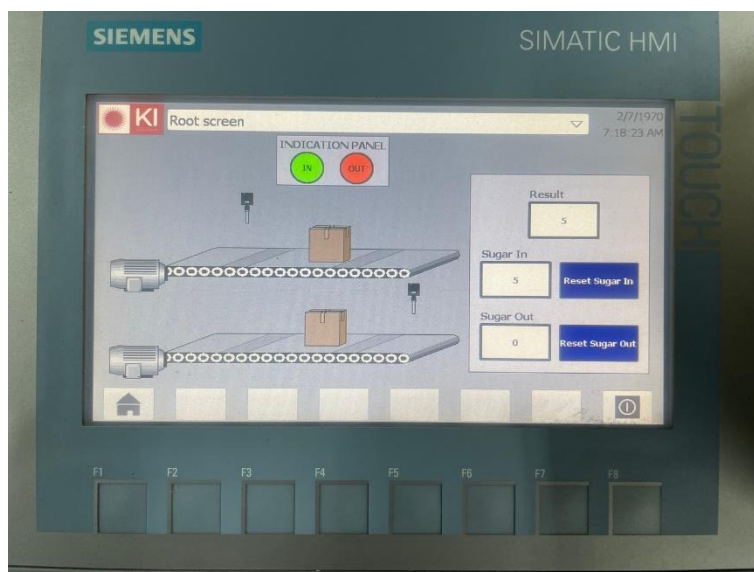 SIEMENS
SIMATIC HMI
TOUCH
KI Root screen
2/7/1970
7:18:23 AM
INDICATION PANEL
IN OUT
Result
5
Sugar In
5 Reset Sugar In
Sugar Out
0 Reset Sugar Out
F1 F2 F3 F4 F5 F6 F7 F8